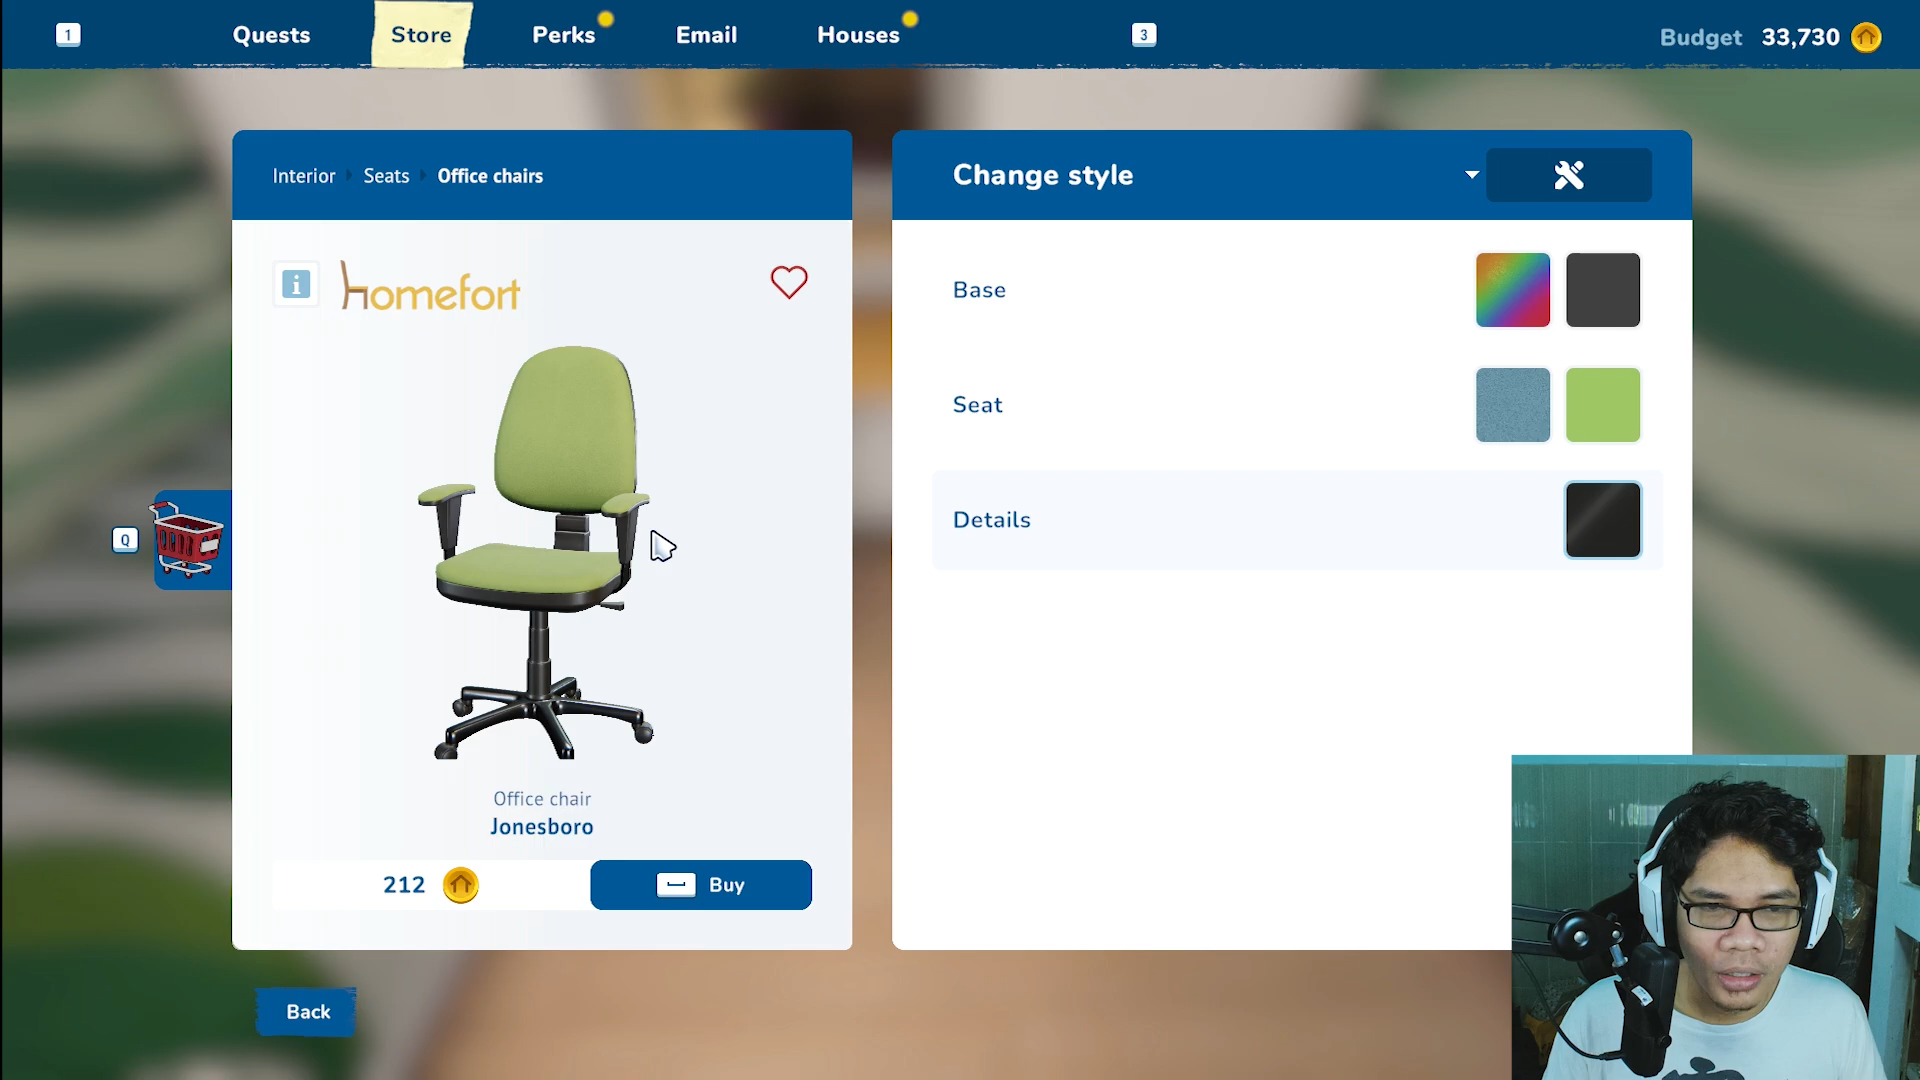 1
Quests
Store
Perks
Email
Houses
3
Budget 33,730
Interior
Seats
Office chairs
i
homefort
Q
Office chair
Jonesboro
212
Buy
Back
Change style
Base
Seat
Details